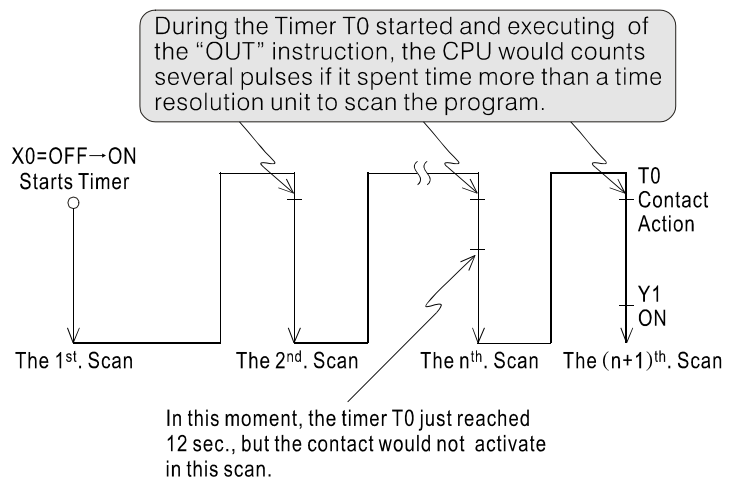 During the Timer T0 started and executing of
the “OUT” instruction, the CPU would counts
several pulses if it spent time more than a time
resolution unit to scan the program.
X0=OFF→ON
Starts Timer
T0
Contact
Action
Y1
ON
The 1st. Scan
The 2nd. Scan
The nth. Scan
The (n+1)th. Scan
In this moment, the timer T0 just reached
12 sec., but the contact would not activate
in this scan.